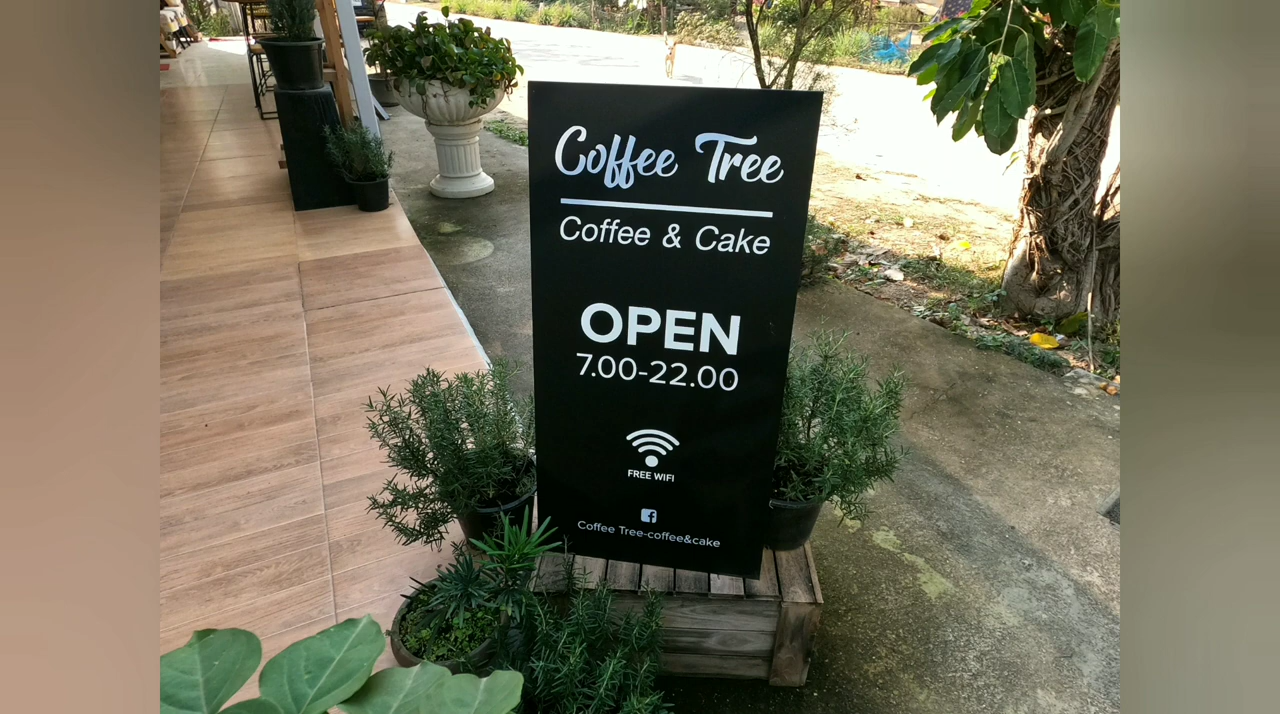 Coffee Tree
Coffee & Cake
OPEN
7.00-22.00
FREE WIFI
Coffee Tree-coffee&cake